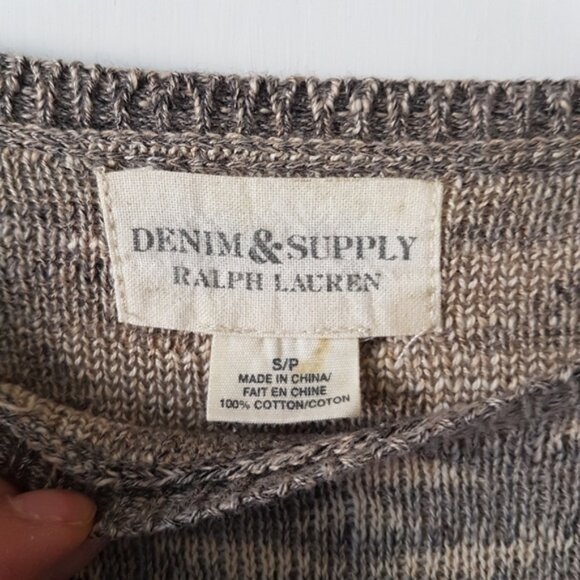 DENIM & SUPPLY
RALPH LAUREN
S/P
MADE IN CHINA/
FAIT EN CHINE
100% COTTON/COTON